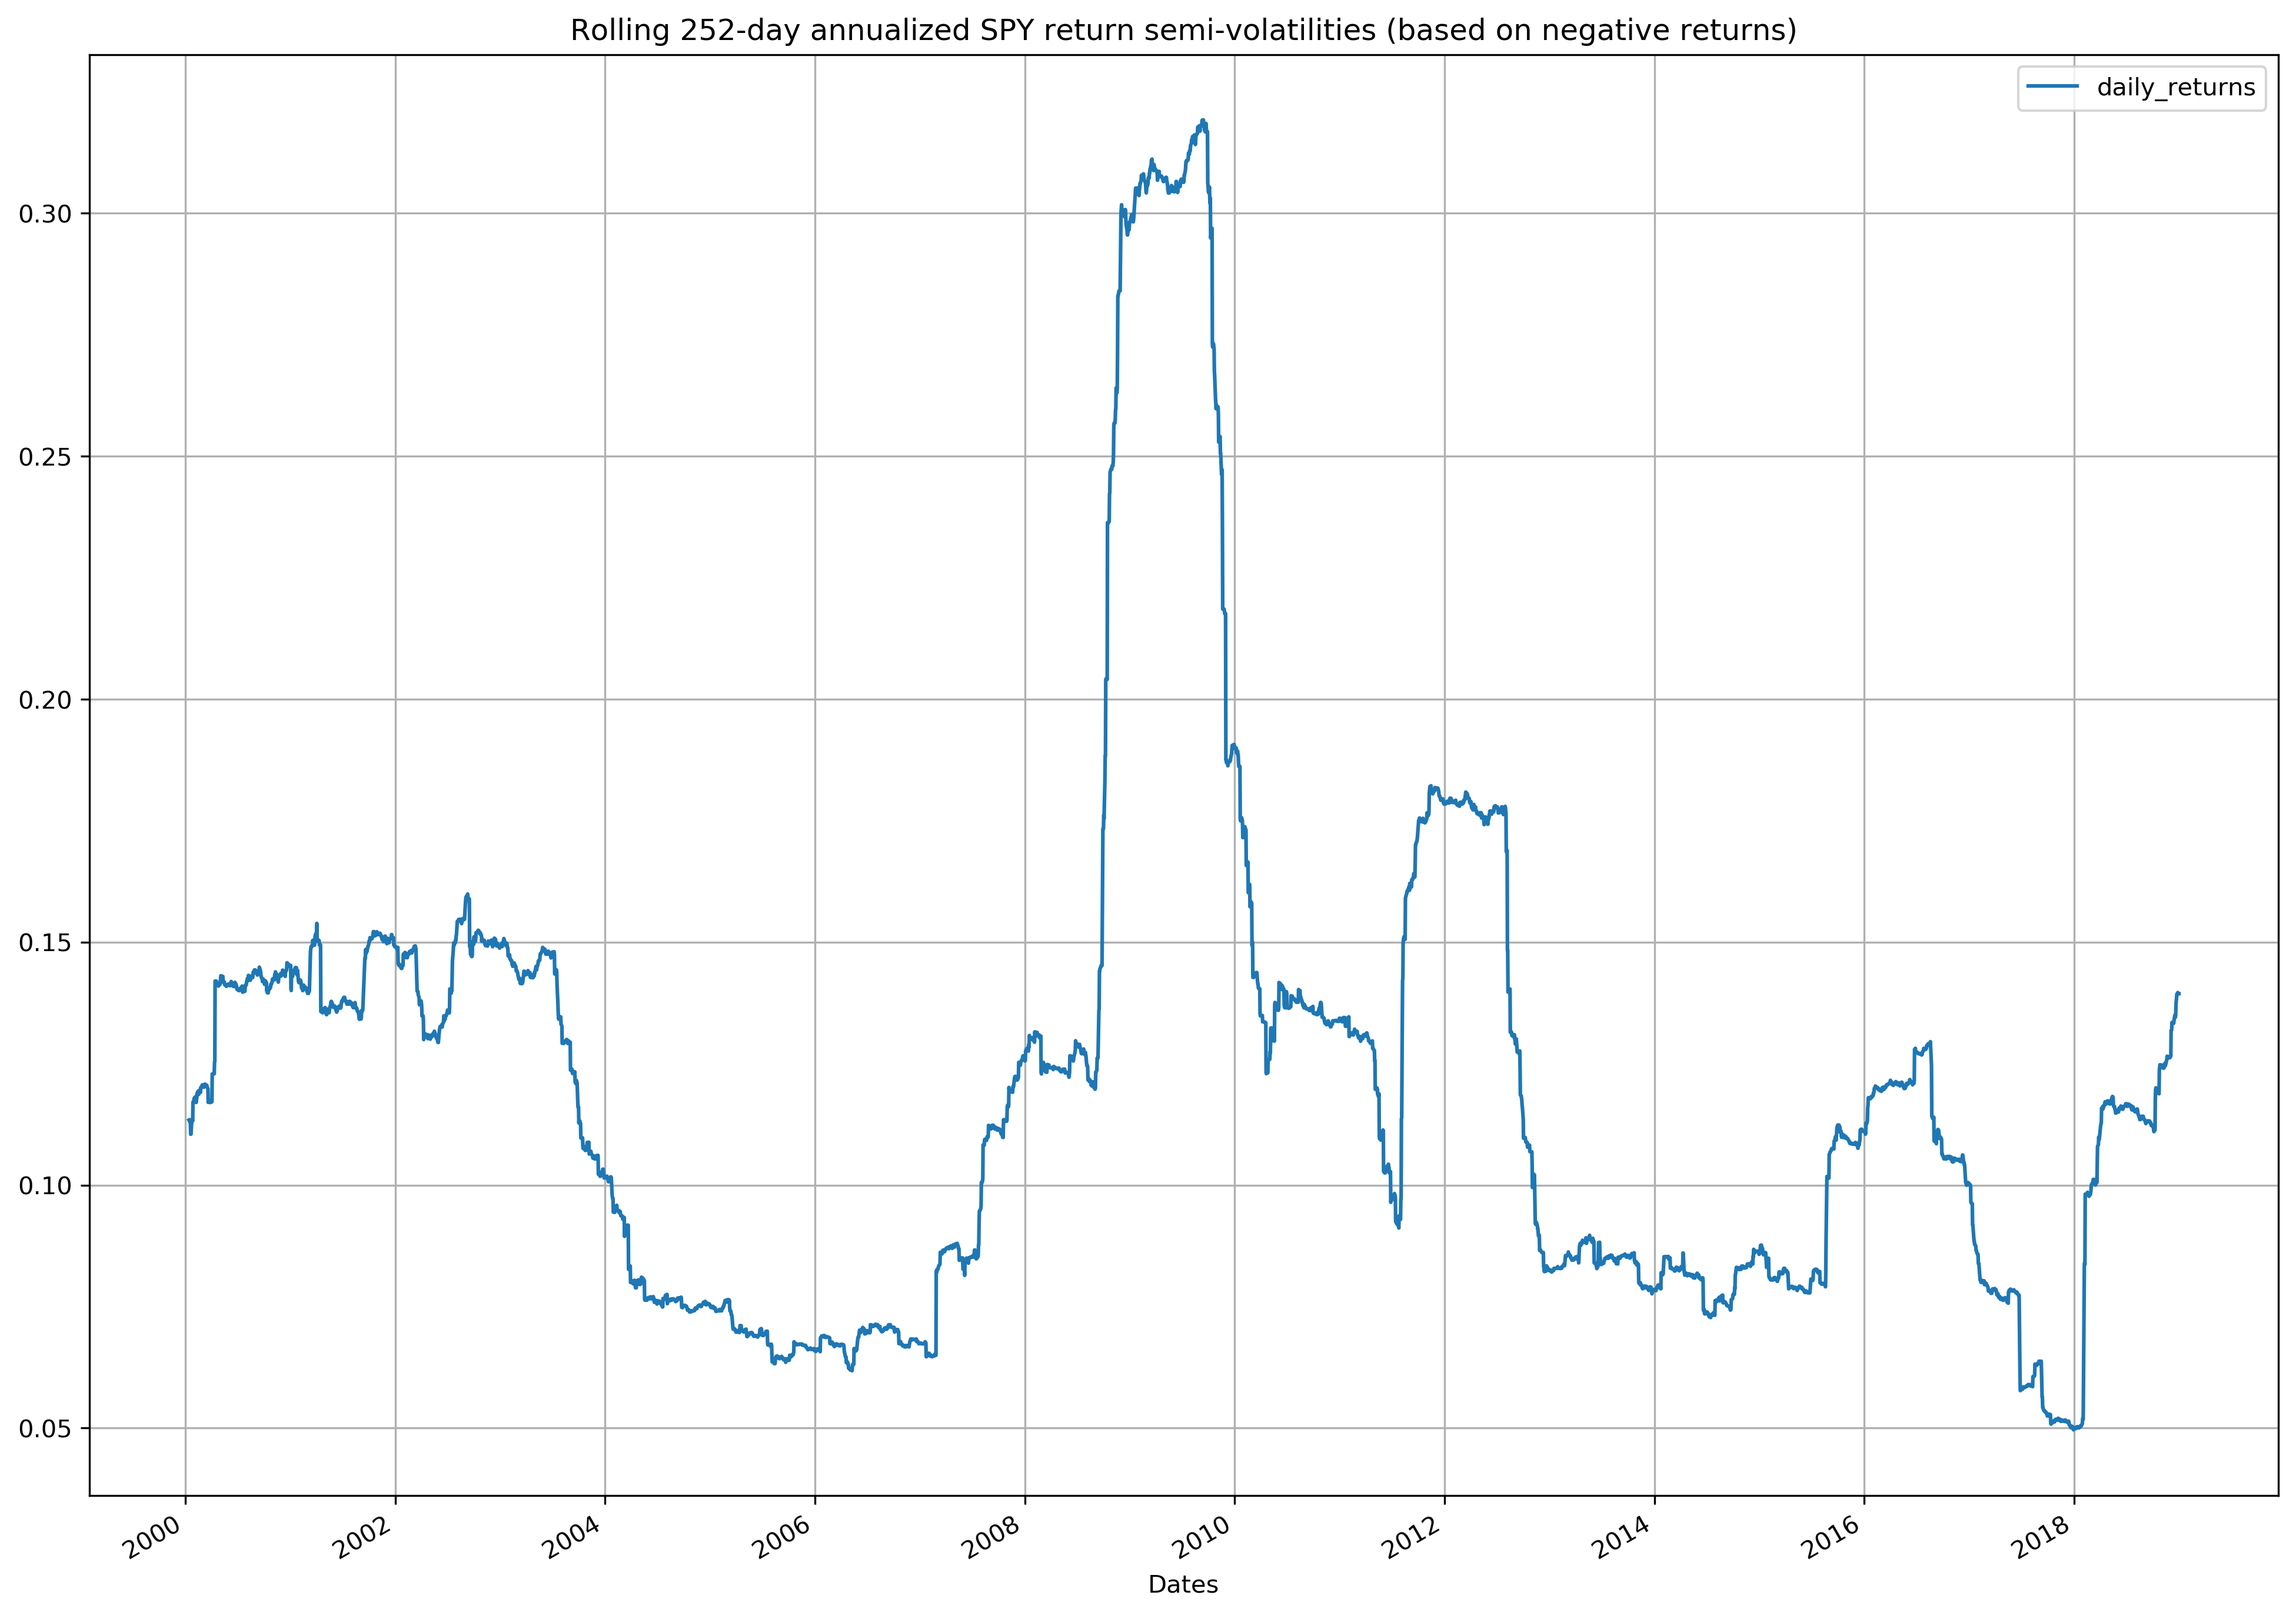 Rolling 252-day annualized SPY return semi-volatilities (based on negative returns)
daily_returns
0.30
0.25
0.20
0.15
0.10
0.05
2000 2002 2004 2006 2008 2010 2012 2014 2016 2018
Dates